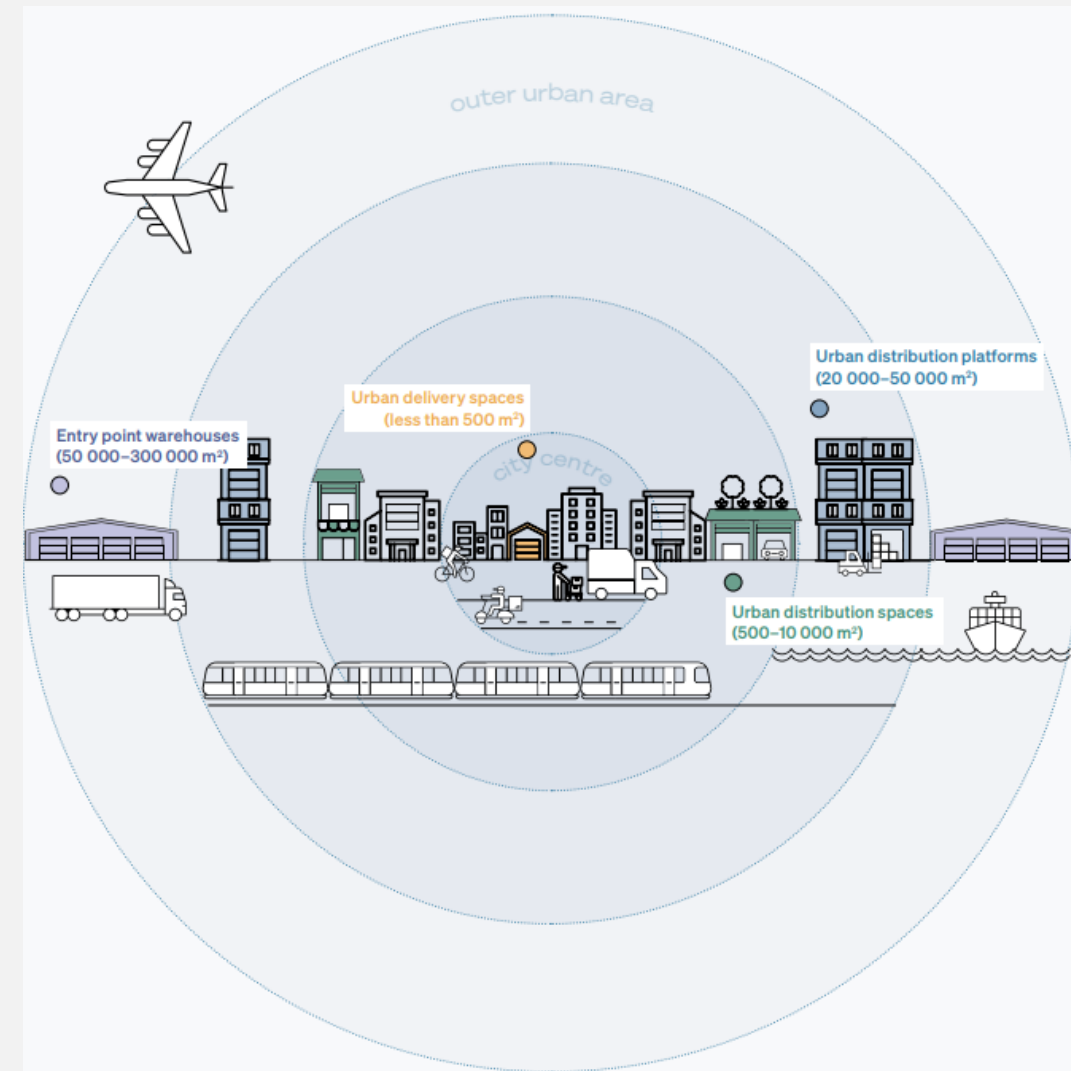 outer urban area
Urban distribution platforms
(20 000–50 000 m²)
Urban delivery spaces
(less than 500 m²)
Entry point warehouses
(50 000–300 000 m²)
city centre
Urban distribution spaces
(500–10 000 m²)